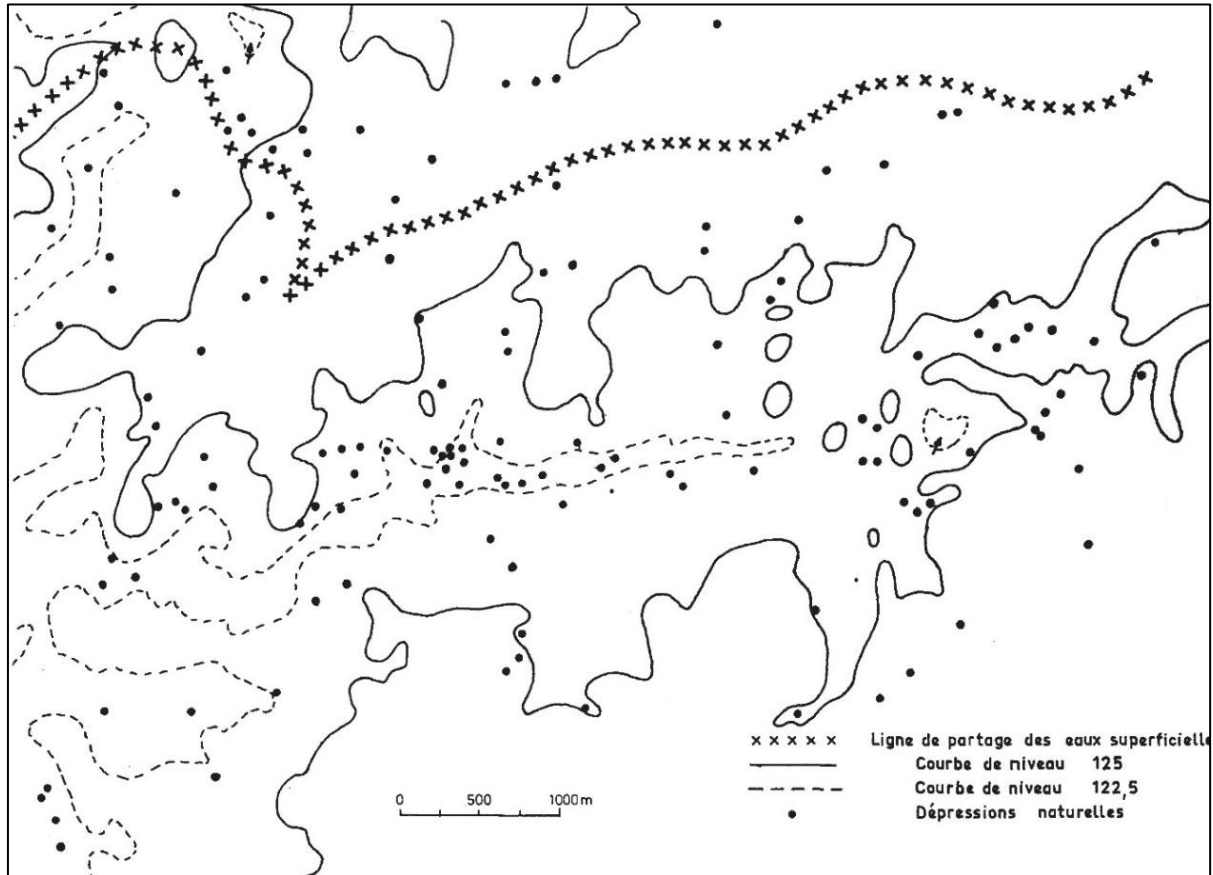 x x x x x Ligne de partage des eaux superficielle
Courbe de niveau 125
Courbe de niveau 122,5
Dépressions naturelles
0 500 1000 m